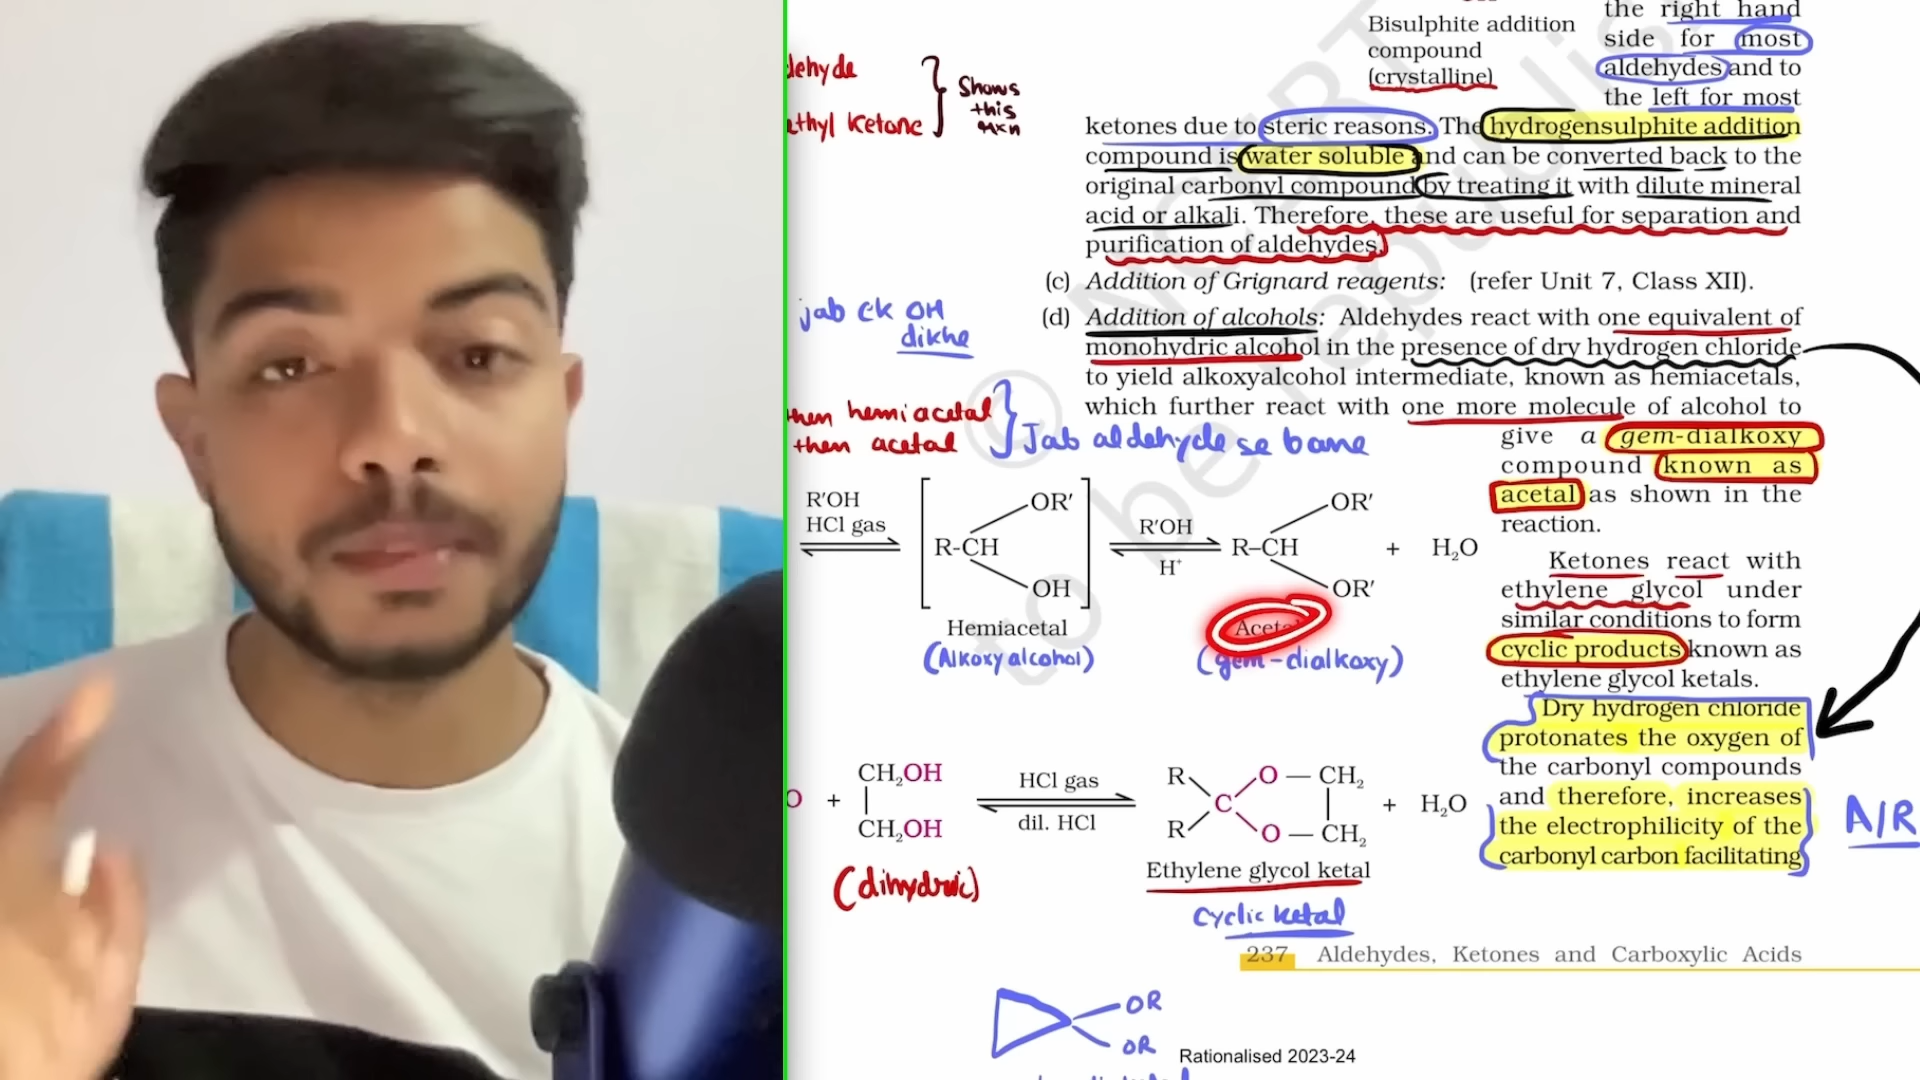 the right hand
Bisulphite addition
side for most
compound
aldehydes and to
(crystalline)
the left for most
Shows
this
rxn
ketones due to steric reasons. The hydrogensulphite addition
compound is water soluble and can be converted back to the
original carbonyl compound by treating it with dilute mineral
acid or alkali. Therefore, these are useful for separation and
purification of aldehydes.
(c) Addition of Grignard reagents: (refer Unit 7, Class XII).
jab ek OH
dikhe
(d) Addition of alcohols: Aldehydes react with one equivalent of
monohydric alcohol in the presence of dry hydrogen chloride
to yield alkoxyalcohol intermediate, known as hemiacetals,
which further react with one more molecule of alcohol to
hemiacetal
then acetal
Jab aldehyde se bane
give a gem-dialkoxy
compound known as
acetal as shown in the
reaction.
R′OH
HCl gas
OR′
R-CH
OH
R′OH
H⁺
OR′
R–CH
OR′
+ H₂O
Hemiacetal
(Alkoxy alcohol)
Acetal
(gem-dialkoxy)
Ketones react with
ethylene glycol under
similar conditions to form
cyclic products known as
ethylene glycol ketals.
Dry hydrogen chloride
protonates the oxygen of
the carbonyl compounds
and therefore, increases
the electrophilicity of the
carbonyl carbon facilitating
A/R
O + CH₂OH
CH₂OH
HCl gas
dil. HCl
R
R
C
O — CH₂
O — CH₂
+ H₂O
(dihydric)
Ethylene glycol ketal
cyclic ketal
237 Aldehydes, Ketones and Carboxylic Acids
OR
OR
Rationalised 2023-24
© NCERT
to be republis